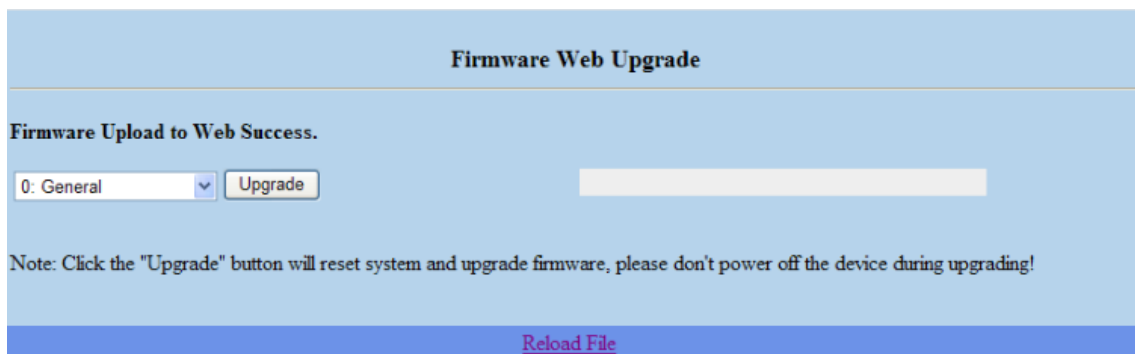 Firmware Web Upgrade
Firmware Upload to Web Success.
0: General Upgrade
Note: Click the "Upgrade" button will reset system and upgrade firmware, please don't power off the device during upgrading!
Reload File